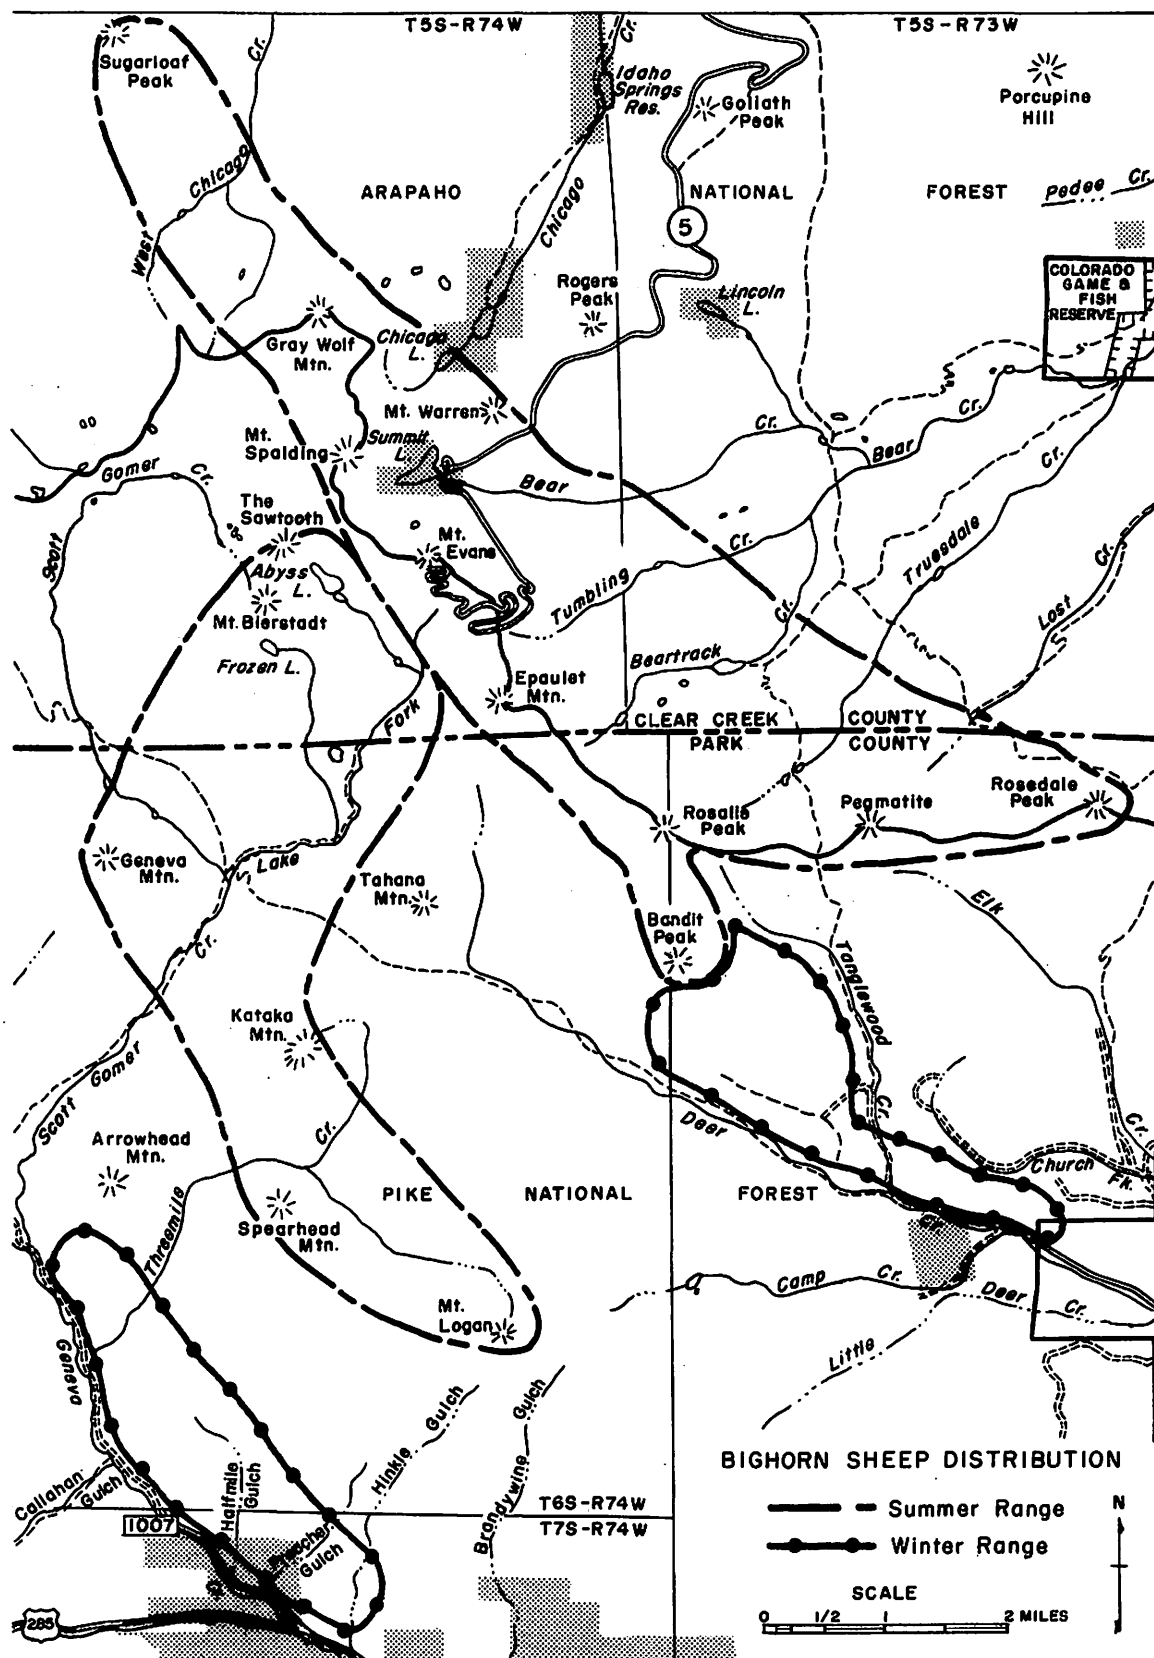 T5S-R74W
T5S-R73W
Sugarloaf
Peak
Cr.
Cr.
Idaho
Springs
Res.
Goliath
Peak
Porcupine
Hill
Chicago
West
ARAPAHO
NATIONAL
FOREST
Pedee Cr.
Chicago
5
COLORADO
GAME &
FISH
RESERVE
Rogers
Peak
Lincoln
L.
Gray Wolf
Mtn.
Chicago
L.
Mt. Warren
Mt.
Spalding
Summit
L.
Cr.
Cr.
Bear
Bear
Cr.
Gomer
Cr.
The
Sawtooth
Scott
Mt.
Evans
Abyss
L.
Mt. Bierstadt
Frozen L.
Tumbling
Cr.
Truesdale
Lost
Cr.
Beartrack
Cr.
Epaulet
Mtn.
Fork
CLEAR CREEK
COUNTY
PARK
COUNTY
Rosalie
Peak
Pegmatite
Rosedale
Peak
Geneva
Mtn.
Lake
Tahana
Mtn.
Bandit
Peak
Elk
Tanglewood
Cr.
Kataka
Mtn.
Gomer
Scott
Cr.
Deer
Cr.
Cr.
Arrowhead
Mtn.
Church
Fk.
Threemile
PIKE
NATIONAL
FOREST
Spearhead
Mtn.
Cr.
Camp
Cr.
Deer
Cr.
Mt.
Logan
Little
Geneva
Hinkle
Gulch
Brandywine
Gulch
Callahan
Gulch
Halfmile
Gulch
Preacher
Gulch
1007
T6S-R74W
T7S-R74W
285
BIGHORN SHEEP DISTRIBUTION
Summer Range
Winter Range
N
SCALE
0 1/2 1 2 MILES